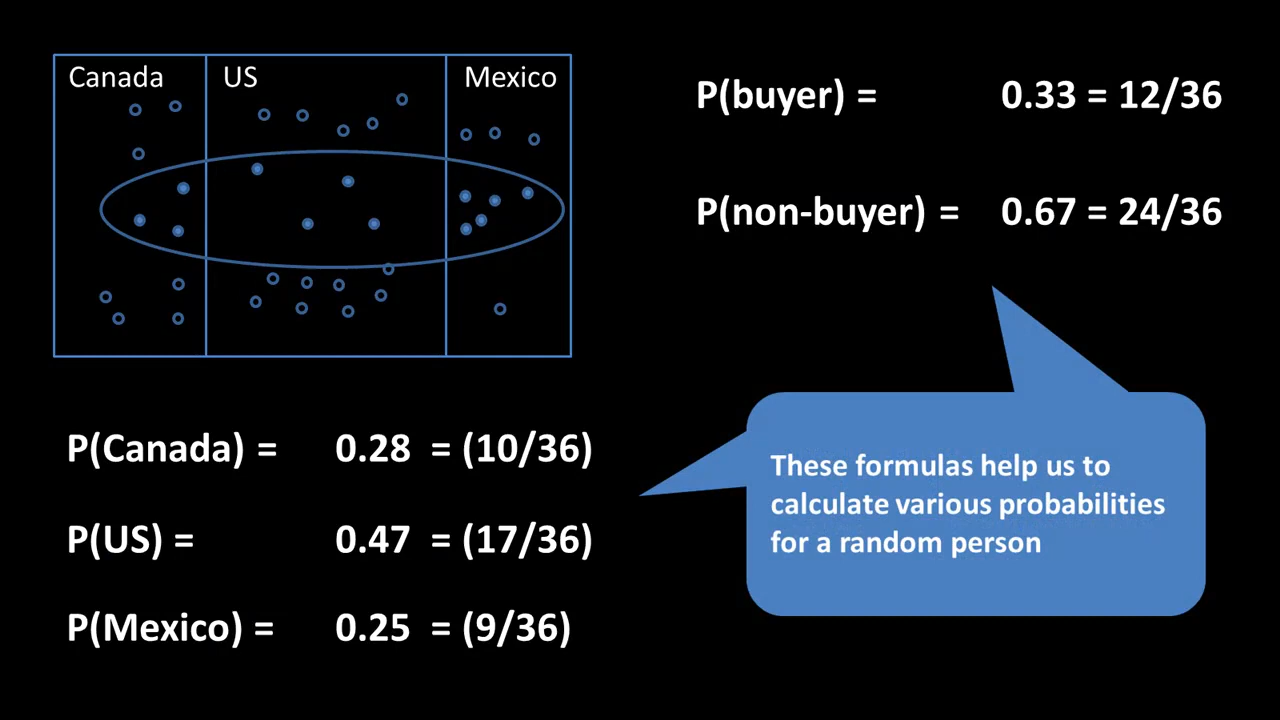 Canada US Mexico
P(buyer) = 0.33 = 12/36
P(non-buyer) = 0.67 = 24/36
P(Canada) = 0.28 = (10/36)
P(US) = 0.47 = (17/36)
P(Mexico) = 0.25 = (9/36)
These formulas help us to
calculate various probabilities
for a random person